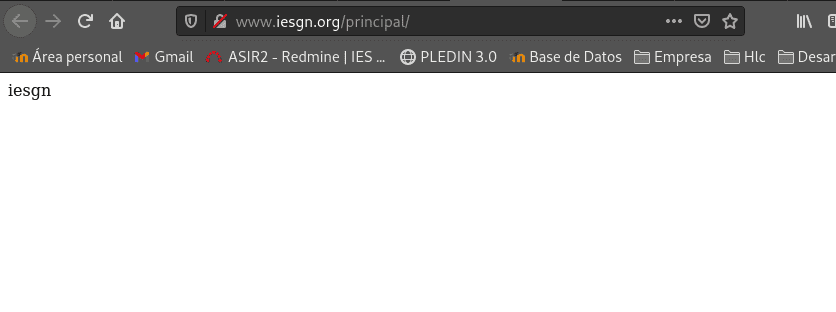 www.iesgn.org/principal/
Área personal Gmail ASIR2 - Redmine | IES ... PLEDIN 3.0 Base de Datos Empresa Hlc Desar
iesgn